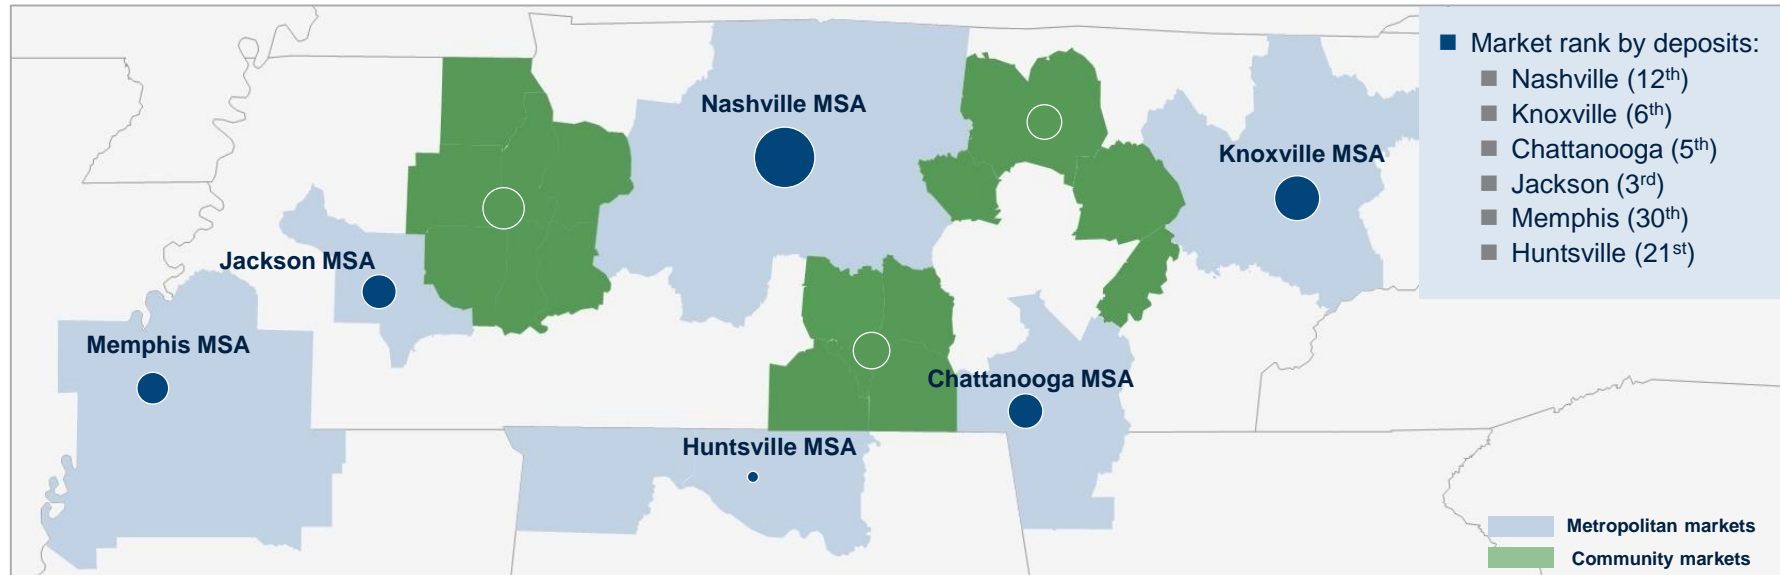 Market rank by deposits:
Nashville (12th)
Knoxville (6th)
Chattanooga (5th)
Jackson (3rd)
Memphis (30th)
Huntsville (21st)
Nashville MSA
Knoxville MSA
Jackson MSA
Memphis MSA
Chattanooga MSA
Huntsville MSA
Metropolitan markets
Community markets